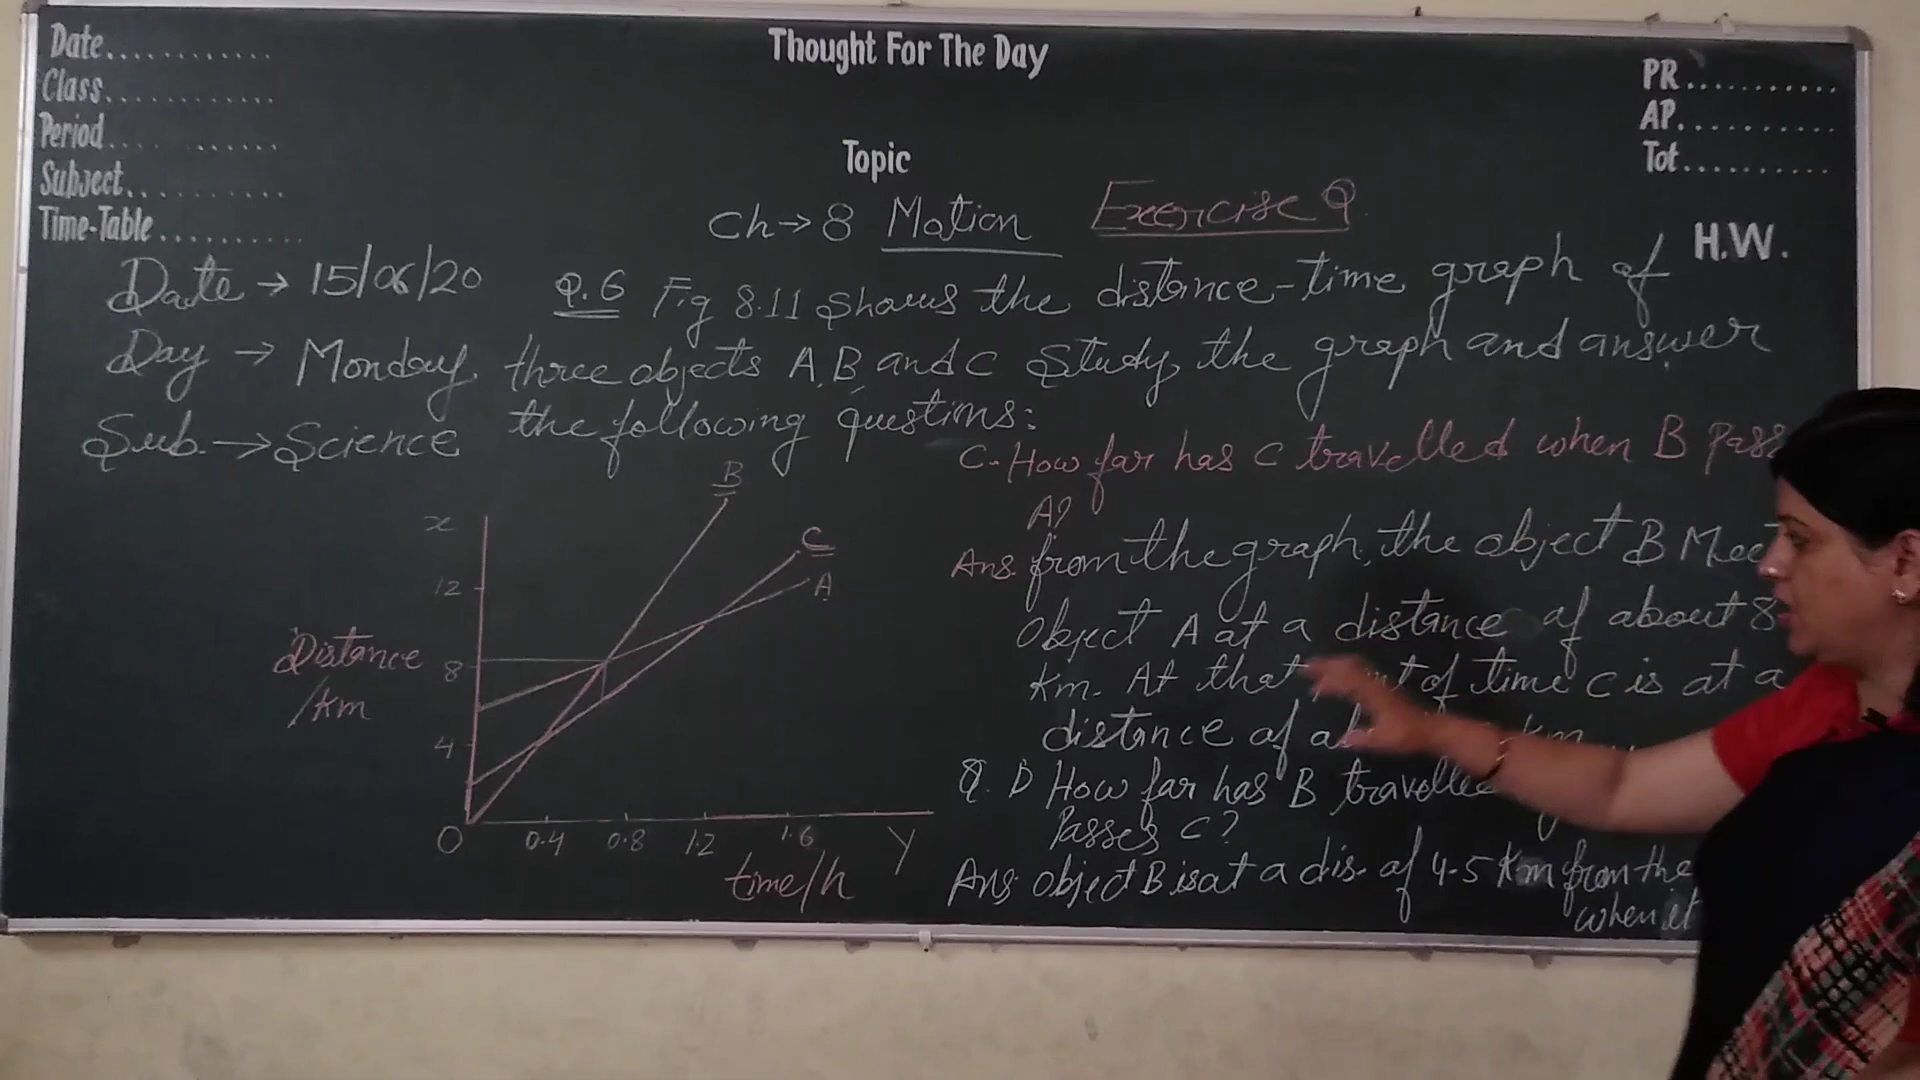 Date............
Class............
Period............
Subject............
Time-Table............
Thought For The Day
PR............
AP............
Tot............
Topic
Ch→8 Motion Exercise Q
H.W.
Date → 15/06/20
Day → Monday.
Sub. → Science
Q.6 Fig 8.11 Shows the distance-time graph of
three objects A, B, and C Study the graph and answer
the following questions:
x
12
Distance
/Km
8
4
0
0.4
0.8
1.2
1.6
Y
time/h
B
C
A
C. How far has C travelled when B Pass
A?
Ans. from the graph, the object B Meet
object A at a distance of about 8
Km. At that of time C is at a
distance of Km
Q. D How far has B travelled
Passes C?
Ans. object B is at a dis. of 4-5 Km from the
when it